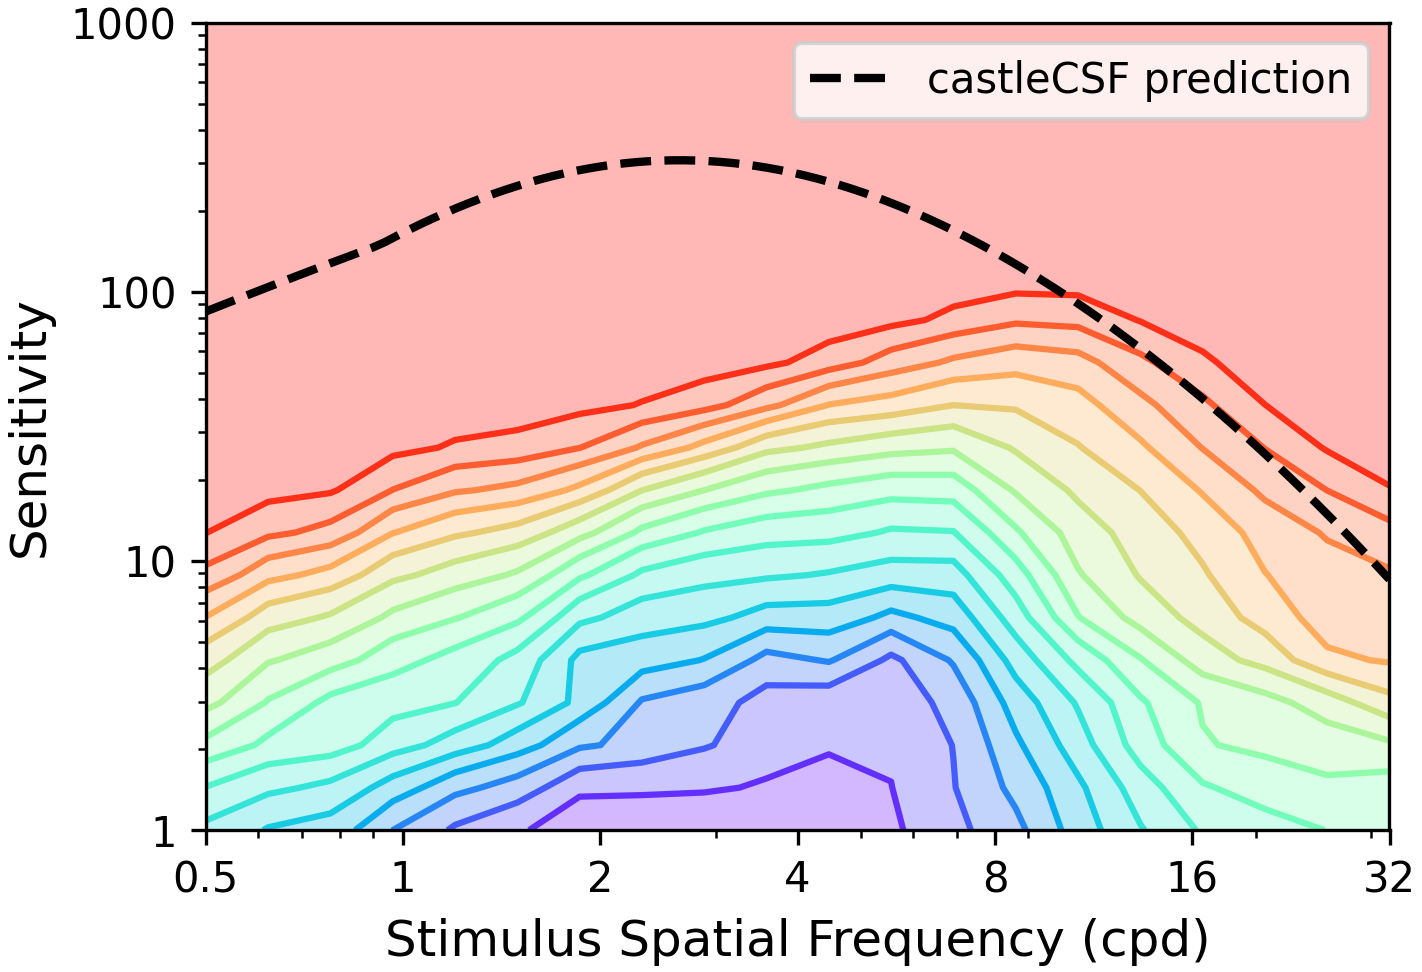 1000
100
10
1
Sensitivity
castleCSF prediction
0.5 1 2 4 8 16 32
Stimulus Spatial Frequency (cpd)